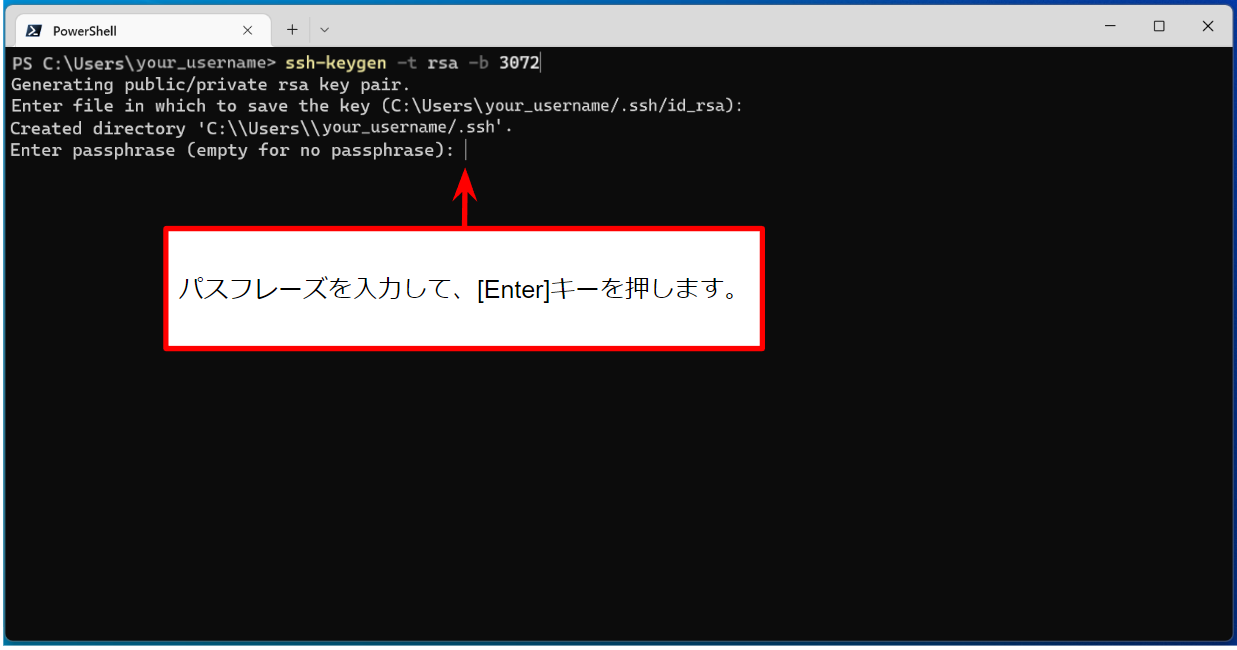 PowerShell
PS C:\Users\your_username> ssh-keygen -t rsa -b 3072
Generating public/private rsa key pair.
Enter file in which to save the key (C:\Users\your_username/.ssh/id_rsa):
Created directory 'C:\\Users\\your_username/.ssh'.
Enter passphrase (empty for no passphrase):
パスフレーズを入力して、[Enter]キーを押します。